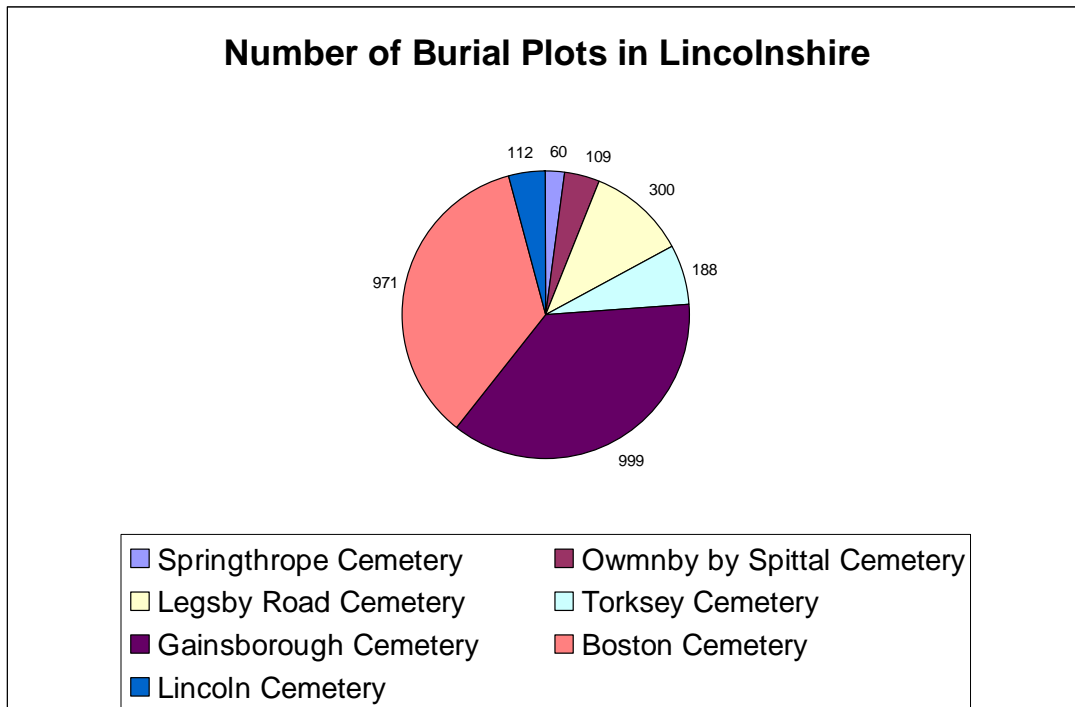 Number of Burial Plots in Lincolnshire
112
60
109
300
188
999
971
Springthrope Cemetery
Owmnby by Spittal Cemetery
Legsby Road Cemetery
Torksey Cemetery
Gainsborough Cemetery
Boston Cemetery
Lincoln Cemetery